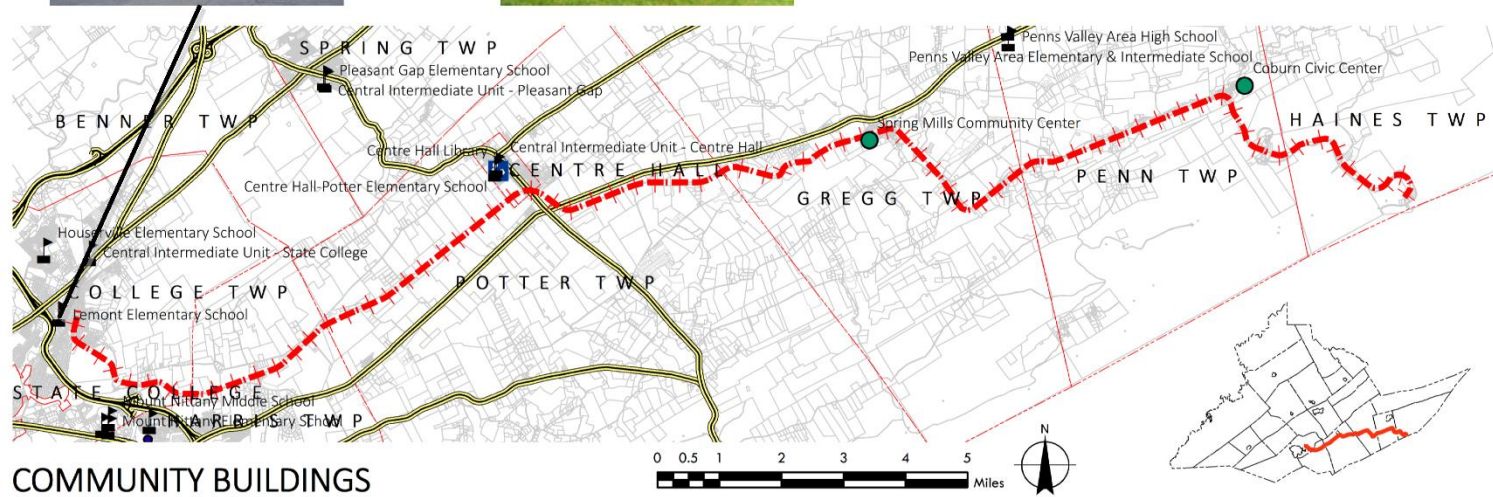 SPRING TWP
Pleasant Gap Elementary School
Central Intermediate Unit - Pleasant Gap
Penns Valley Area High School
Penns Valley Area Elementary & Intermediate School
Coburn Civic Center
BENNER TWP
HAINES TWP
Spring Mills Community Center
Centre Hall Library
Central Intermediate Unit - Centre Hall
CENTRE HALL
Centre Hall-Potter Elementary School
PENN TWP
GREGG TWP
Houserville Elementary School
Central Intermediate Unit - State College
POTTER TWP
COLLEGE TWP
Lemont Elementary School
STATE COLLEGE
Mount Nittany Middle School
Mount Nittany Elementary School
HARRIS TWP
COMMUNITY BUILDINGS
0 0.5 1 2 3 4 5
Miles
N